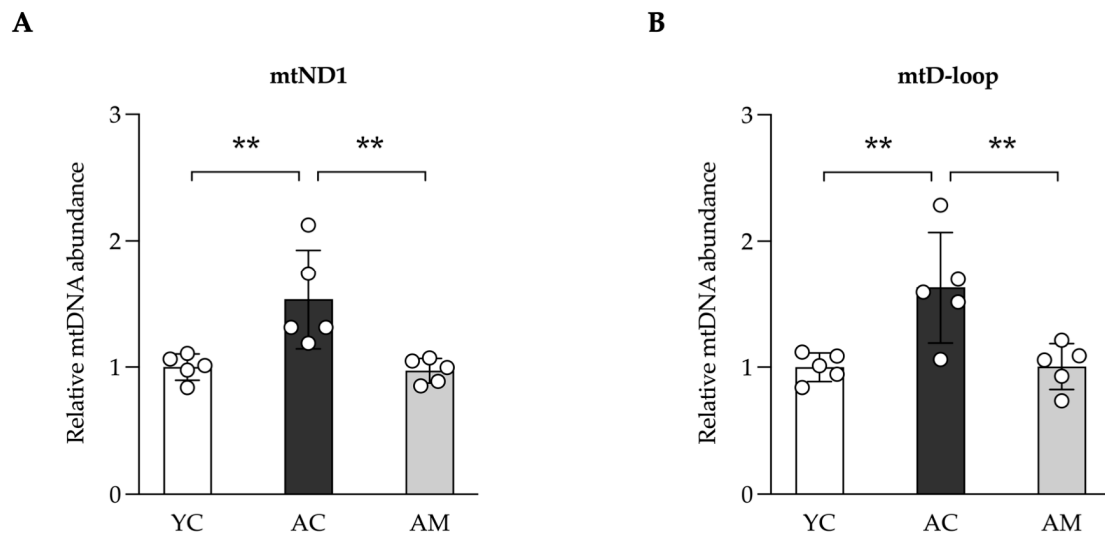 A
mtND1
Relative mtDNA abundance
3
2
1
0
**
**
YC
AC
AM
B
mtD-loop
Relative mtDNA abundance
3
2
1
0
**
**
YC
AC
AM